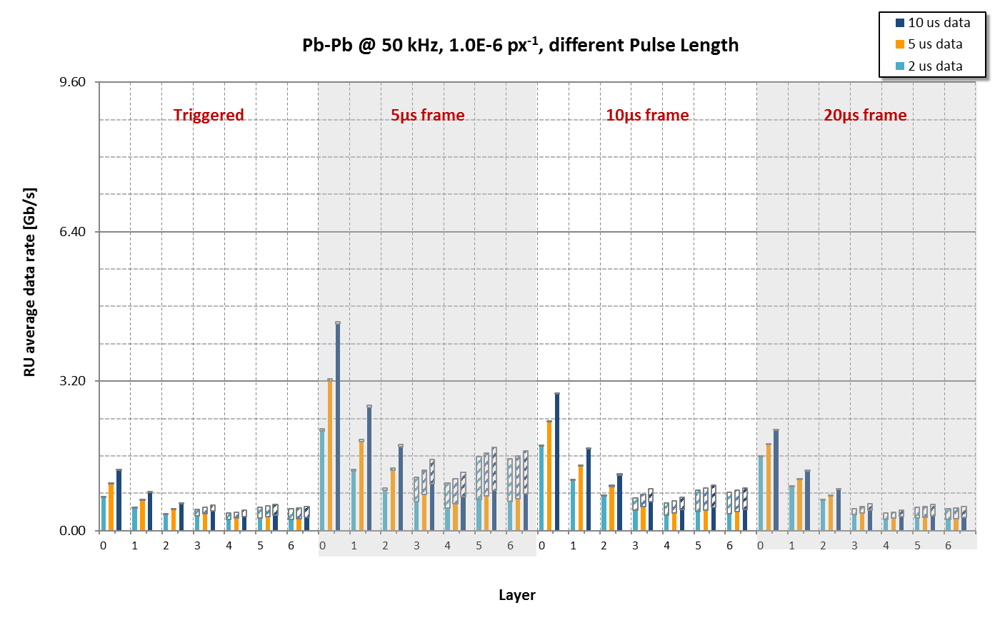 10 us data
5 us data
2 us data
Pb-Pb @ 50 kHz, 1.0E-6 px-1, different Pulse Length
9.60
6.40
3.20
0.00
RU average data rate [Gb/s]
Triggered 5µs frame 10µs frame 20µs frame
0 1 2 3 4 5 6 0 1 2 3 4 5 6 0 1 2 3 4 5 6 0 1 2 3 4 5 6
Layer